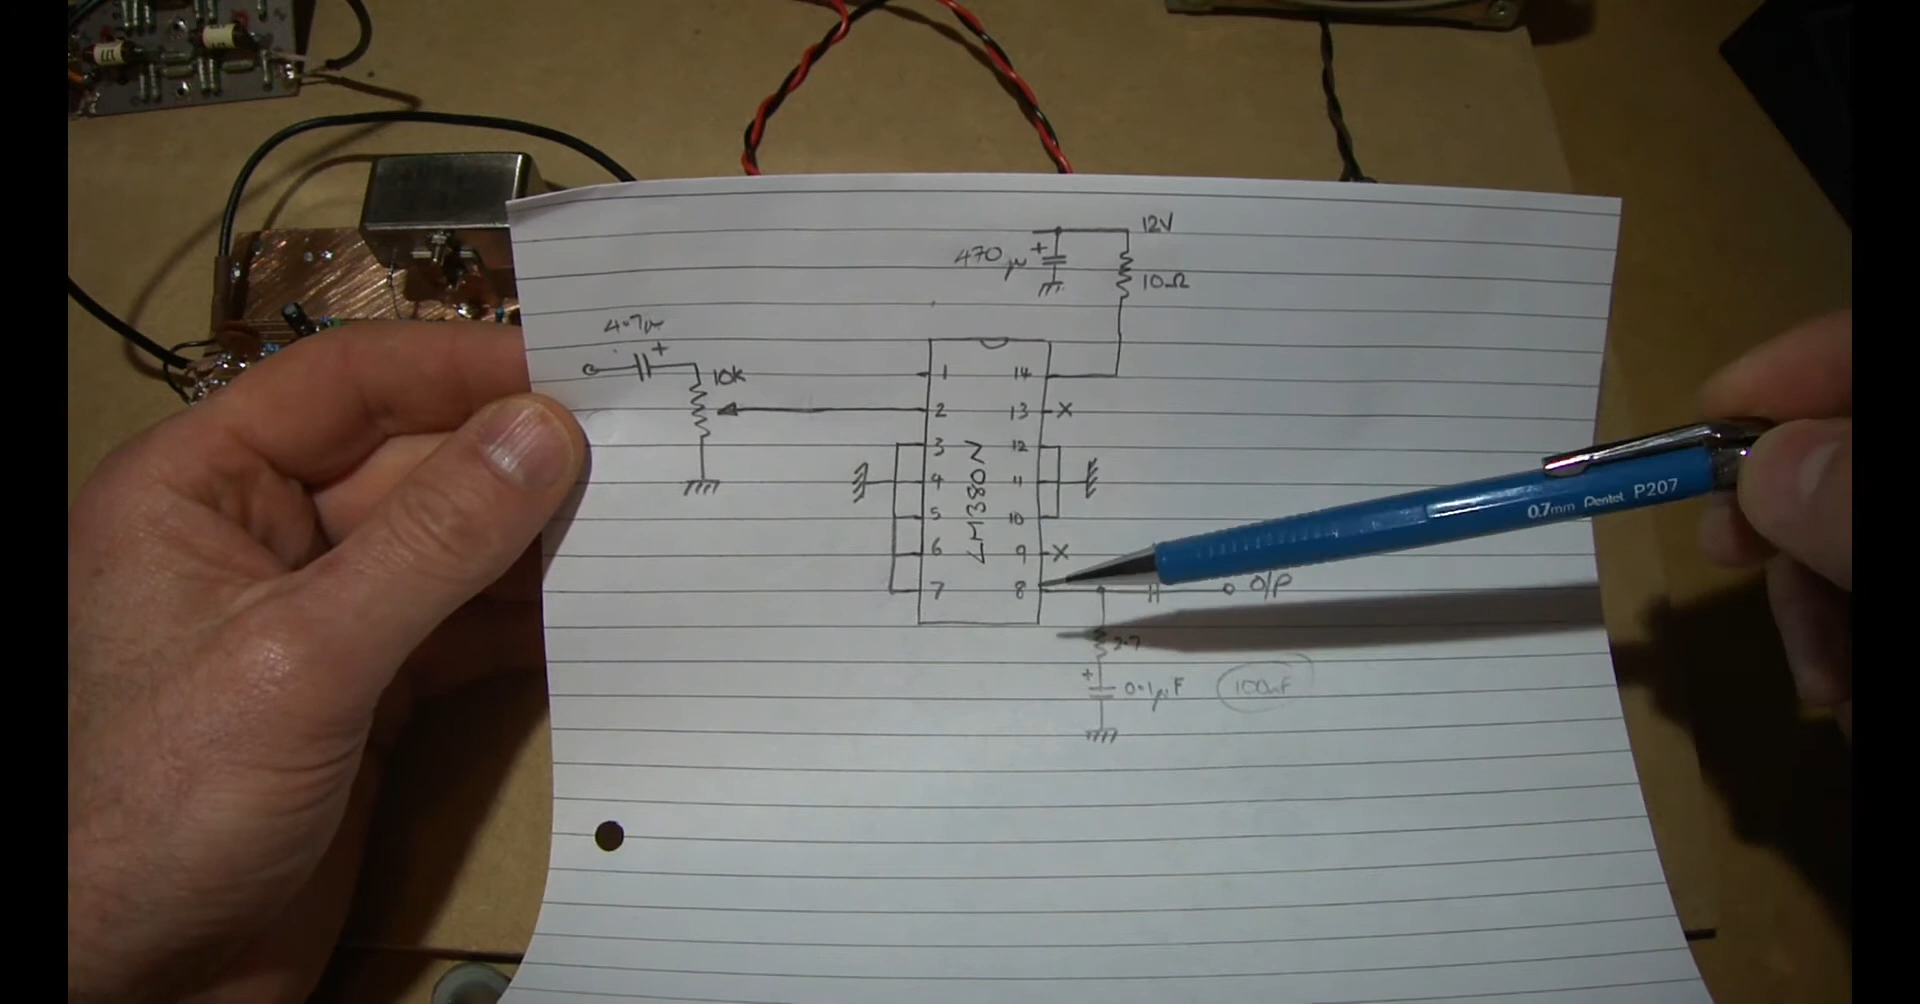 12V
470μ +
10Ω
4.7μ
+
10K
1 14
2 13 X
3 12
4 11
5 10
6 9 X
7 8
LM380N
O/P
2.7
+
0.1μF 100nF
0.7mm Pentel P207